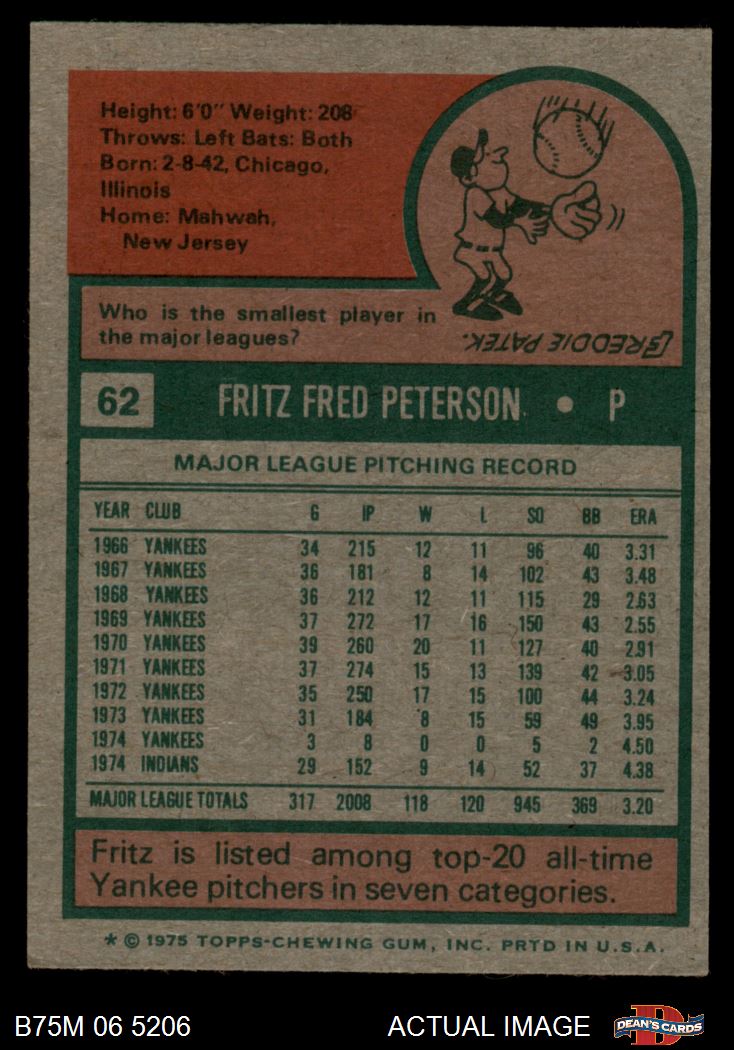 Height: 6'0" Weight: 208
Throws: Left Bats: Both
Born: 2-8-42, Chicago,
Illinois
Home: Mahwah,
New Jersey
Who is the smallest player in
the major leagues?
FREDDIE PATEK.
62 FRITZ FRED PETERSON • P
MAJOR LEAGUE PITCHING RECORD
YEAR CLUB G IP W L SO BB ERA
1966 YANKEES 34 215 12 11 96 40 3.31
1967 YANKEES 36 181 8 14 102 43 3.48
1968 YANKEES 36 212 12 11 115 29 2.63
1969 YANKEES 37 272 17 16 150 43 2.55
1970 YANKEES 39 260 20 11 127 40 2.91
1971 YANKEES 37 274 15 13 139 42 3.05
1972 YANKEES 35 250 17 15 100 44 3.24
1973 YANKEES 31 184 8 15 59 49 3.95
1974 YANKEES 3 8 0 0 5 2 4.50
1974 INDIANS 29 152 9 14 52 37 4.38
MAJOR LEAGUE TOTALS 317 2008 118 120 945 369 3.20
Fritz is listed among top-20 all-time
Yankee pitchers in seven categories.
* © 1975 TOPPS-CHEWING GUM, INC. PRTD IN U.S.A.
B75M 06 5206 ACTUAL IMAGE DEAN'S CARDS